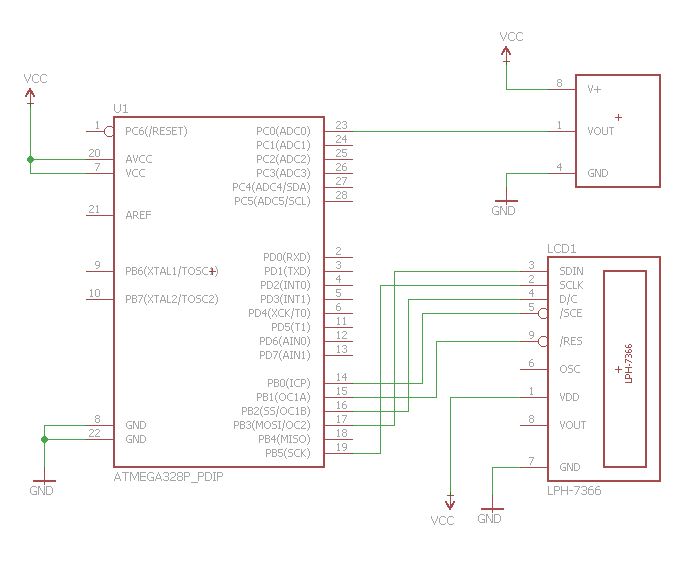 VCC
VCC
8 V+
1 VOUT
4 GND
GND
U1
1 PC6(/RESET)
20 AVCC
7 VCC
21 AREF
9 PB6(XTAL1/TOSC1)
10 PB7(XTAL2/TOSC2)
8 GND
22 GND
GND
PC0(ADC0) 23
PC1(ADC1) 24
PC2(ADC2) 25
PC3(ADC3) 26
PC4(ADC4/SDA) 27
PC5(ADC5/SCL) 28
PD0(RXD) 2
PD1(TXD) 3
PD2(INT0) 4
PD3(INT1) 5
PD4(XCK/T0) 6
PD5(T1) 11
PD6(AIN0) 12
PD7(AIN1) 13
PB0(ICP) 14
PB1(OC1A) 15
PB2(SS/OC1B) 16
PB3(MOSI/OC2) 17
PB4(MISO) 18
PB5(SCK) 19
ATMEGA328P_PDIP
LCD1
3 SDIN
2 SCLK
4 D/C
5 /SCE
9 /RES
6 OSC
1 VDD
8 VOUT
7 GND
LPH-7366
LPH-7366
VCC
GND